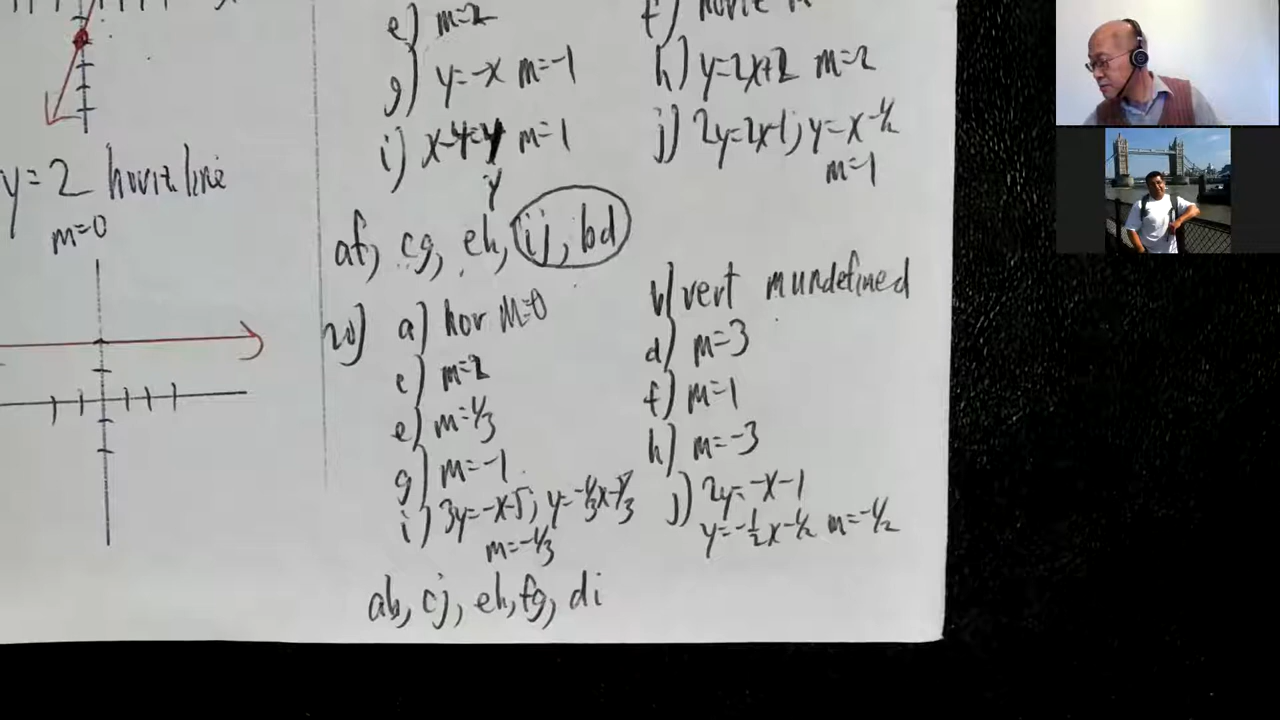 e) m=2
f) horiz m
g) y=-x m=-1
h) y=2x+2 m=2
i) x-4=y m=1
y
j) 2y=2x-1; y=x-1/2
m=1
y=2 horiz line
m=0
af, cg, eh, ij, bd
20) a) hor m=0
b) vert m undefined
c) m=2
d) m=3
e) m=1/3
f) m=1
g) m=-1
h) m=-3
i) 3y=-x-5; y=-1/3x-5/3
m=-1/3
j) 2y=-x-1
y=-1/2x-1/2 m=-1/2
ab, cj, eh, fg, di